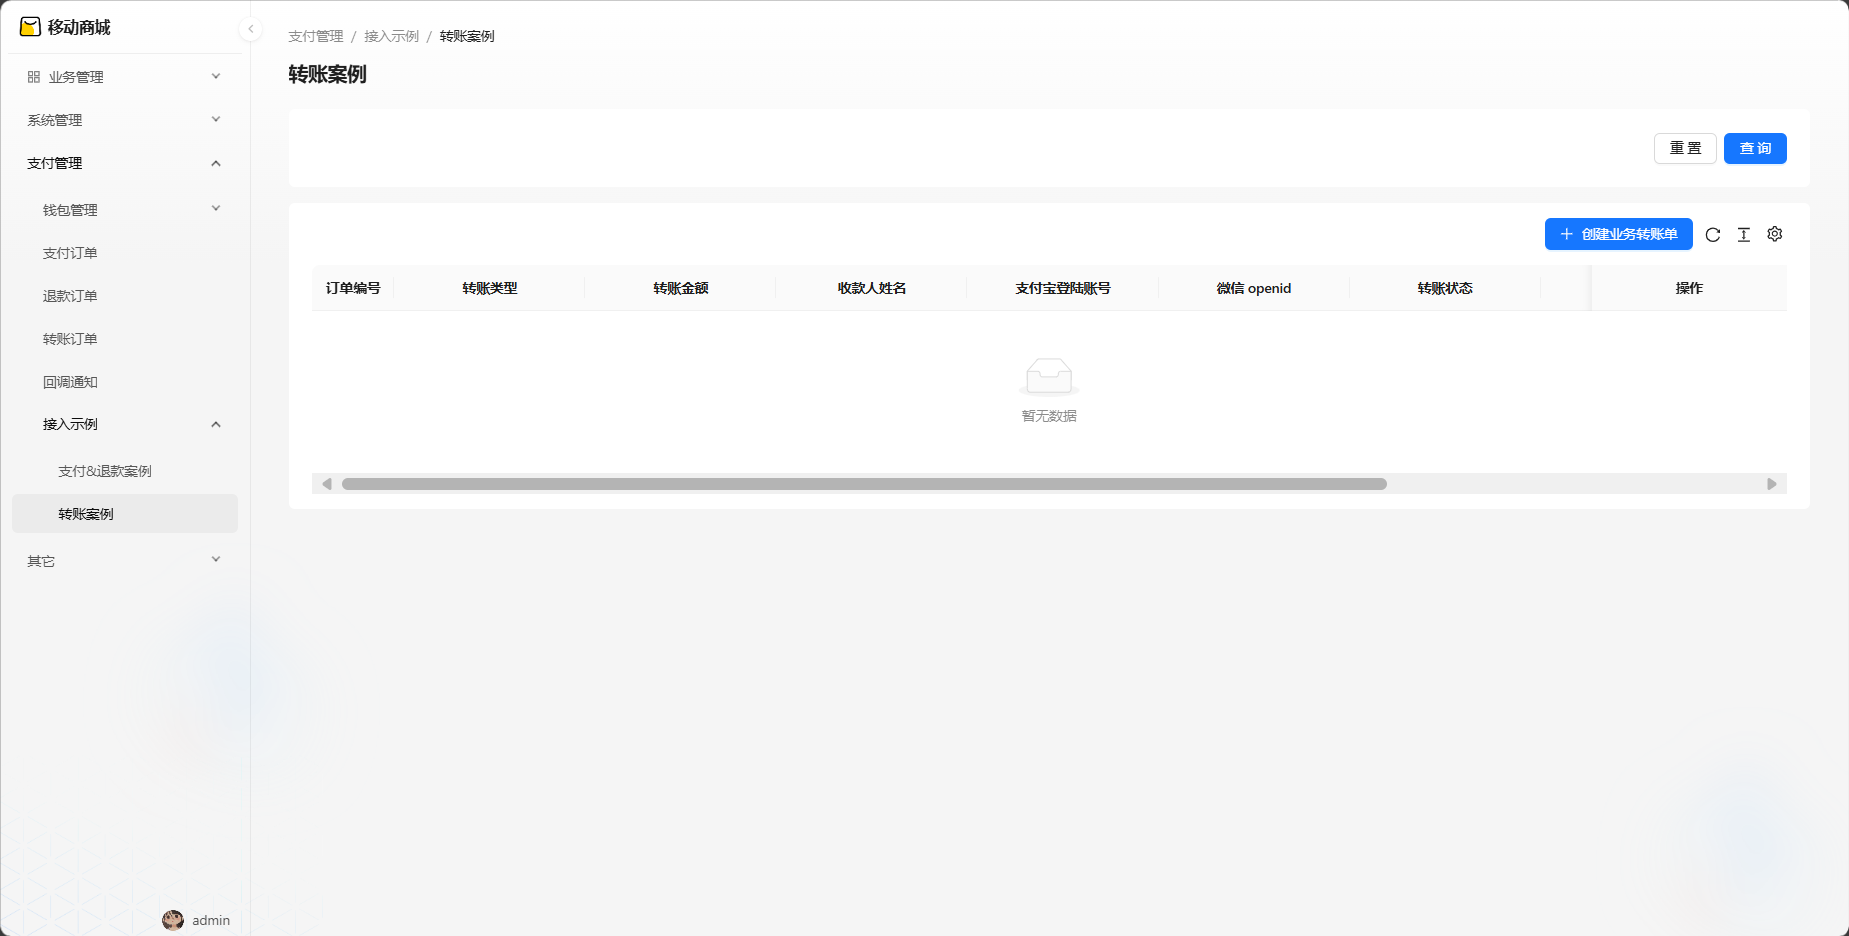 移动商城
业务管理
系统管理
支付管理
钱包管理
支付订单
退款订单
转账订单
回调通知
接入示例
支付&退款案例
转账案例
其它
admin
支付管理 / 接入示例 / 转账案例
转账案例
重 置 查 询
创建业务转账单
订单编号 转账类型 转账金额 收款人姓名 支付宝登陆账号 微信 openid 转账状态 操作
暂无数据